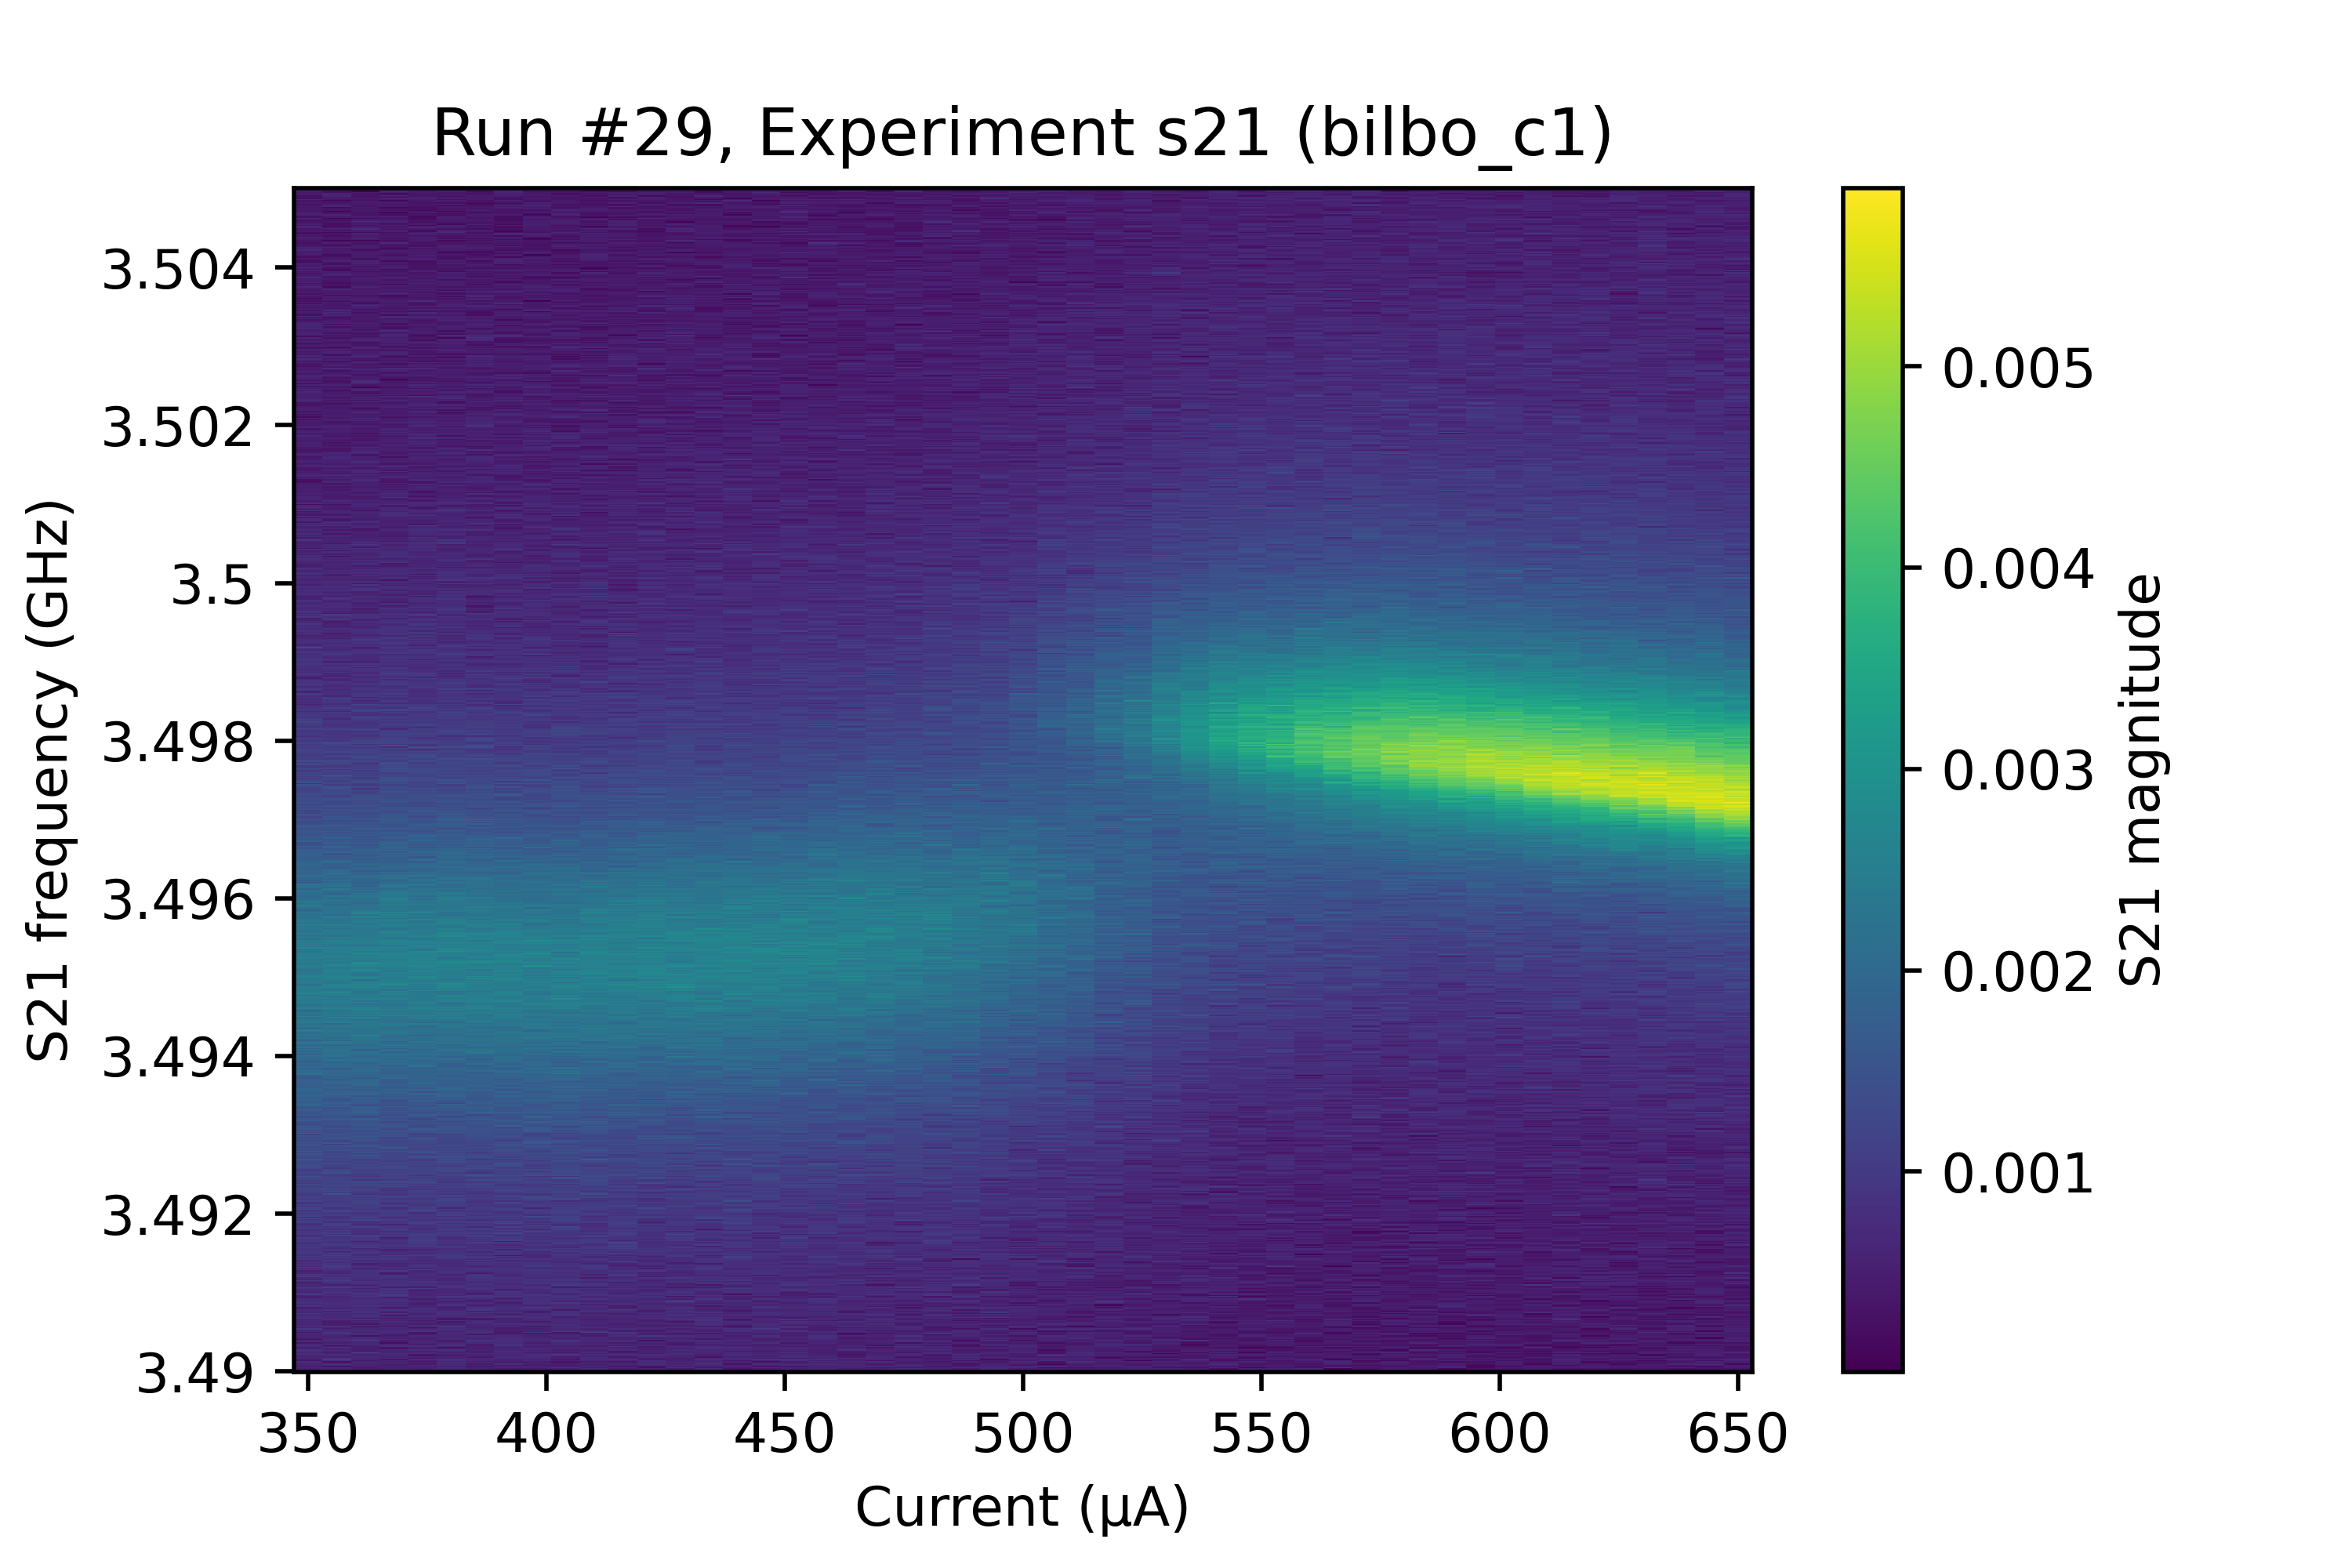 Run #29, Experiment s21 (bilbo_c1)
S21 frequency (GHz)
3.504
3.502
3.5
3.498
3.496
3.494
3.492
3.49
350 400 450 500 550 600 650
Current (μA)
0.005
0.004
0.003
0.002
0.001
S21 magnitude